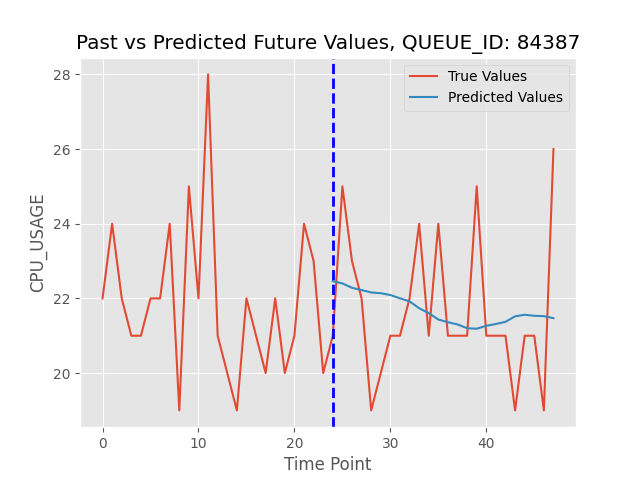 Past vs Predicted Future Values, QUEUE_ID: 84387
True Values
Predicted Values
CPU_USAGE
28
26
24
22
20
0
10
20
30
40
Time Point